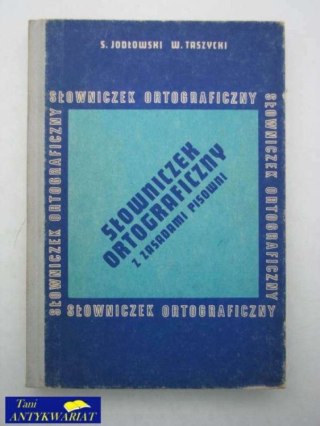 S. JODŁOWSKI W. TASZYCKI
SŁOWNICZEK ORTOGRAFICZNY
SŁOWNICZEK ORTOGRAFICZNY
SŁOWNICZEK ORTOGRAFICZNY
SŁOWNICZEK
ORTOGRAFICZNY
Z ZASADAMI PISOWNI
SŁOWNICZEK ORTOGRAFICZNY
Tani
ANTYKWARIAT